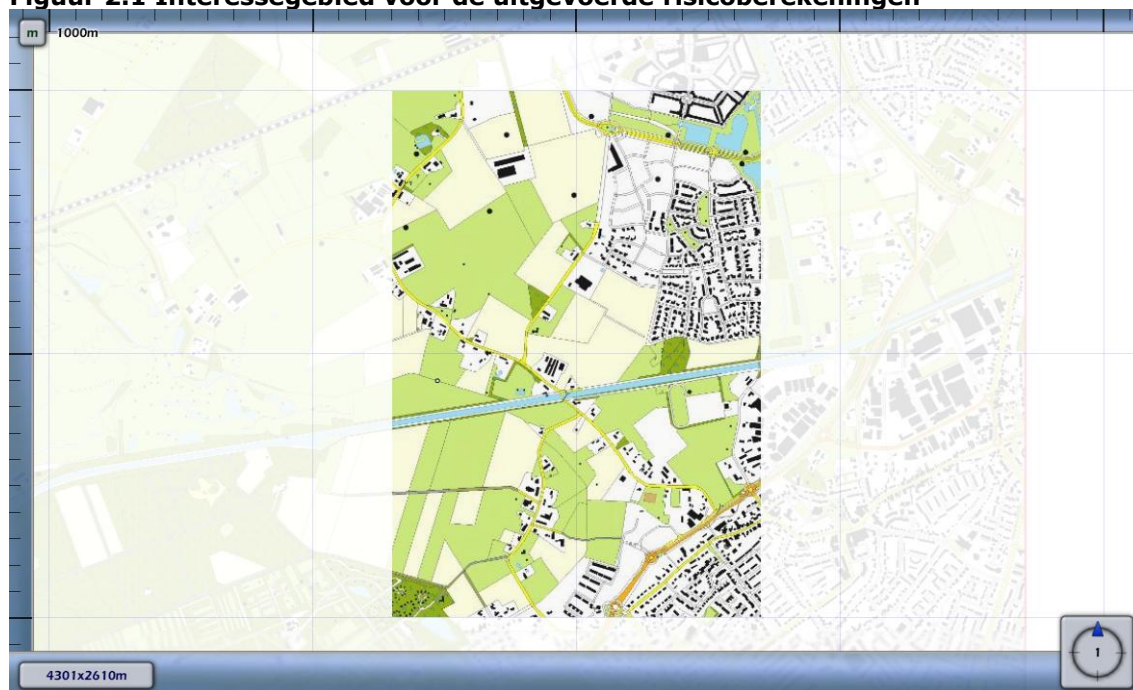 Figuur 2.1 Interessegebied voor de uitgevoerde risicoberekeningen
m 1000m
4301x2610m
1